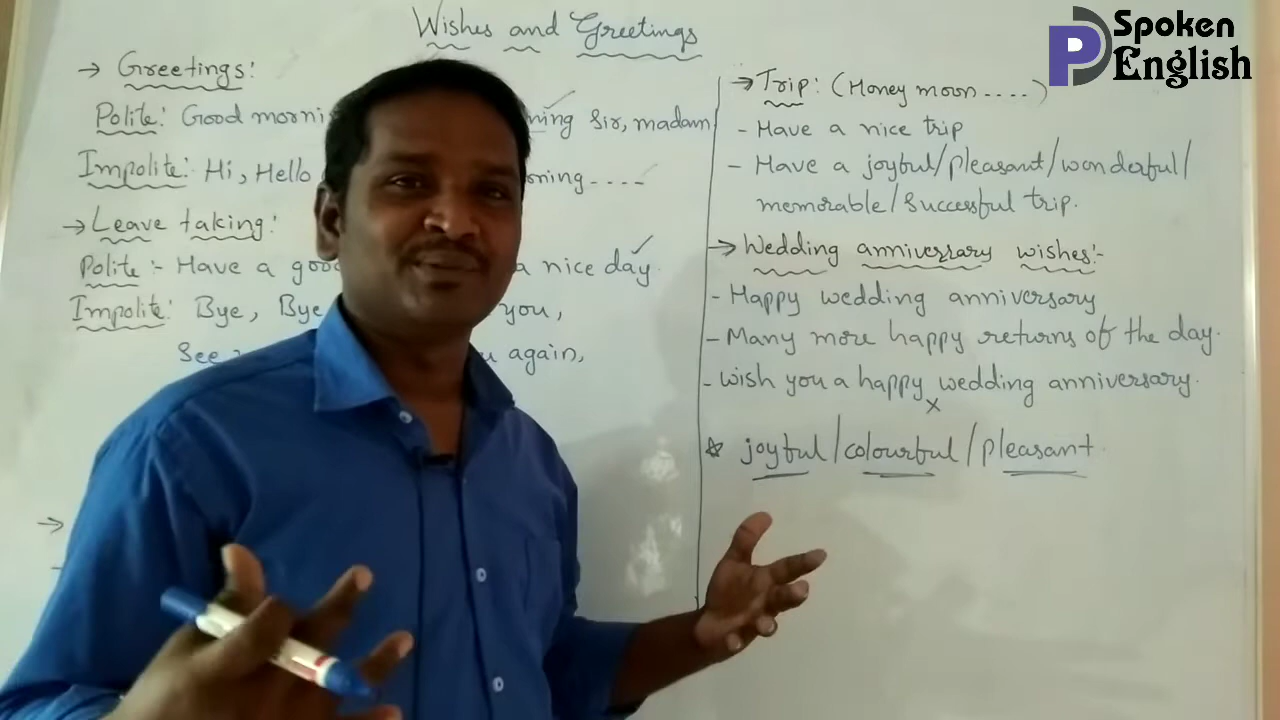 Wishes and Greetings
→ Greetings:
Polite: Good morni ning Sir, madam
Impolite: Hi, Hello oning----
→ Leave taking:
Polite :- Have a good a nice day.
Impolite: Bye, Bye you,
See again,
→
→ Trip: (Honey moon ....)
- Have a nice trip
- Have a joyful/pleasant/wonderful/
memorable/Successful trip.
→ Wedding anniversary wishes:-
- Happy wedding anniversary
- Many more happy returns of the day.
- wish you a happy wedding anniversary.
x
* joyful/colourful/pleasant
PD Spoken
English